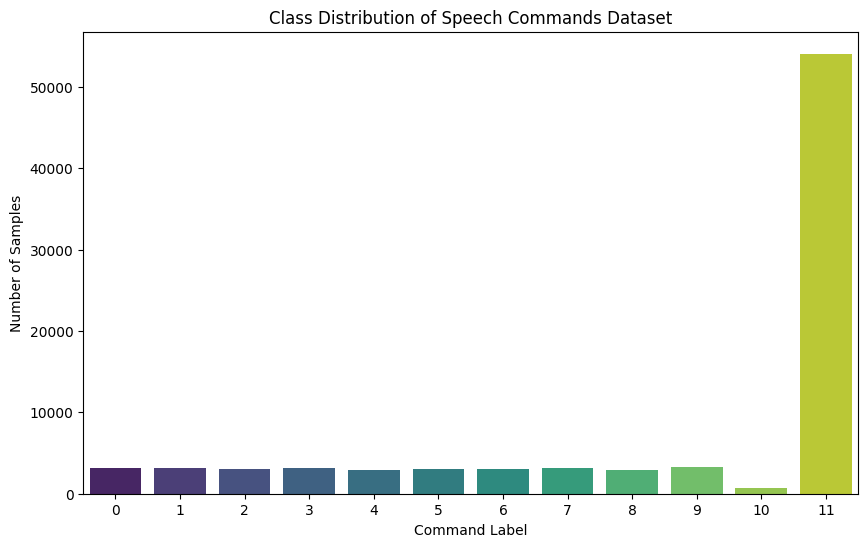 Class Distribution of Speech Commands Dataset
Number of Samples
50000
40000
30000
20000
10000
0
0 1 2 3 4 5 6 7 8 9 10 11
Command Label